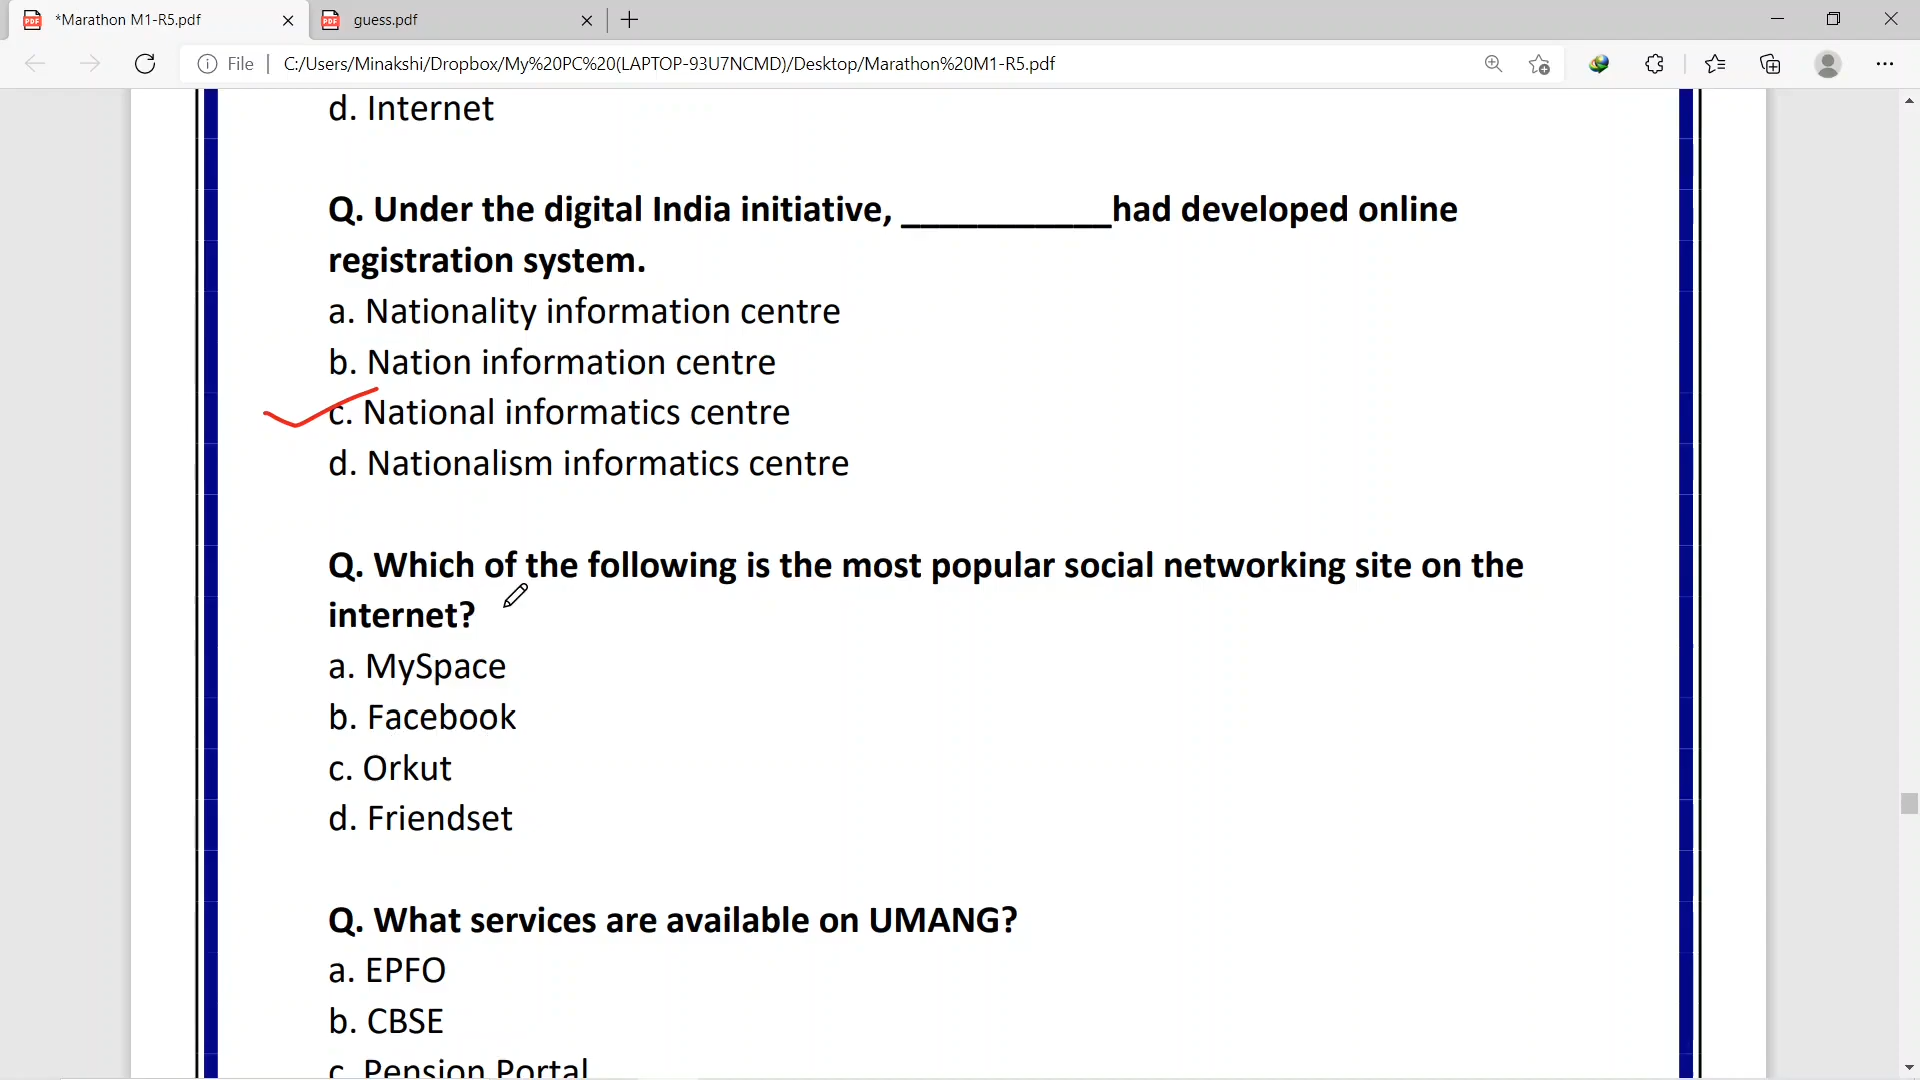 *Marathon M1-R5.pdf
guess.pdf
File | C:/Users/Minakshi/Dropbox/My%20PC%20(LAPTOP-93U7NCMD)/Desktop/Marathon%20M1-R5.pdf
d. Internet
Q. Under the digital India initiative, ___________had developed online
registration system.
a. Nationality information centre
b. Nation information centre
c. National informatics centre
d. Nationalism informatics centre
Q. Which of the following is the most popular social networking site on the
internet?
a. MySpace
b. Facebook
c. Orkut
d. Friendset
Q. What services are available on UMANG?
a. EPFO
b. CBSE
c. Pension Portal